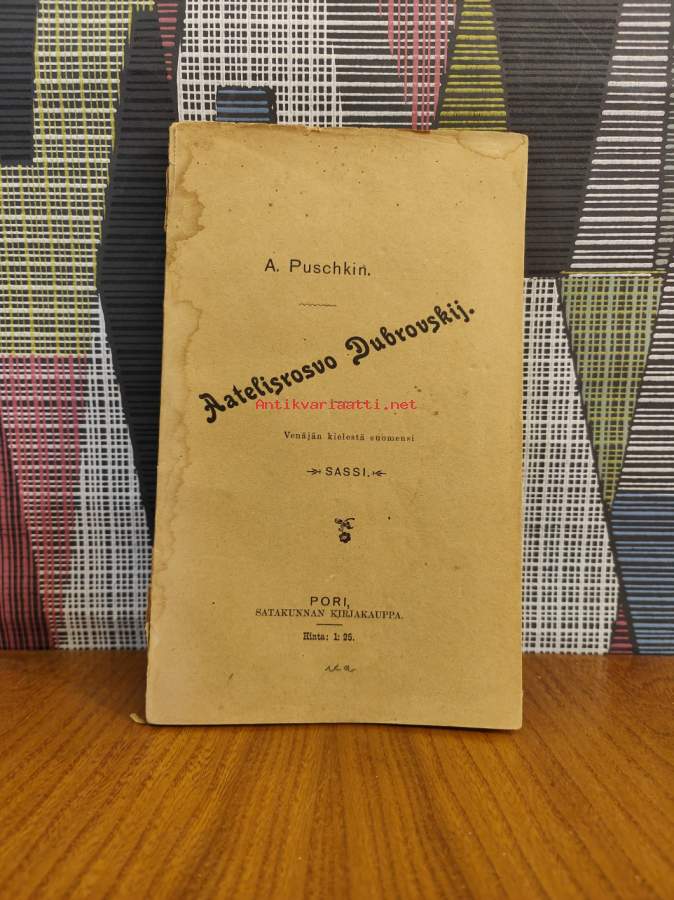 A. Puschkin.
Aatelisrosvo Dubrovskij.
Antikvariaatti.net
Venäjän kielestä suomensi
SASSI.
PORI,
SATAKUNNAN KIRJAKAUPPA.
Hinta: 1: 25.